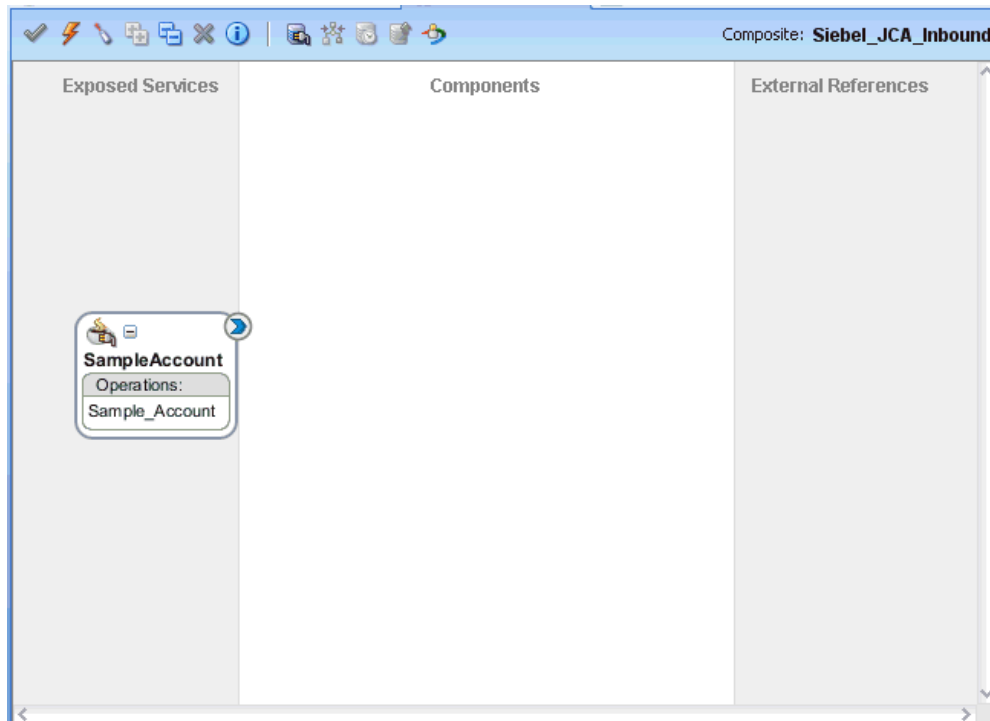 Composite: Siebel_JCA_Inbound
Exposed Services
Components
External References
SampleAccount
Operations:
Sample_Account